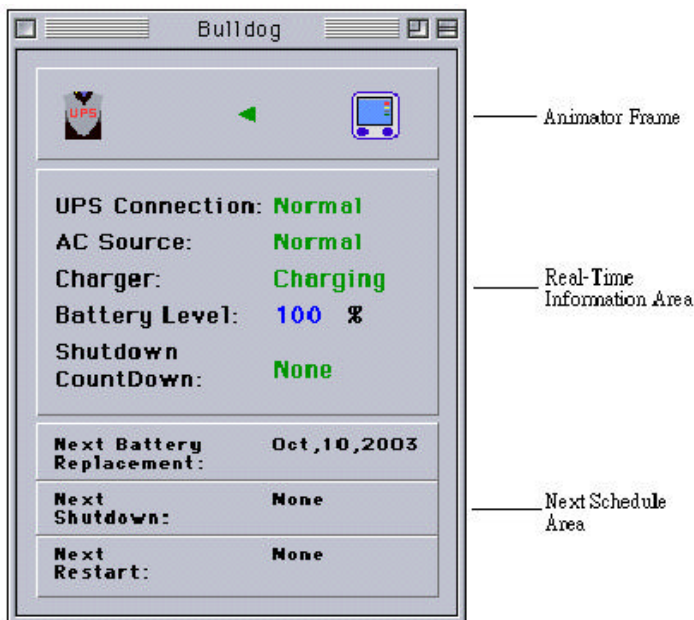 Bulldog
UPS
Animator Frame
UPS Connection: Normal
AC Source: Normal
Charger: Charging
Battery Level: 100 %
Shutdown
CountDown: None
Real-Time
Information Area
Next Battery
Replacement: Oct,10,2003
Next
Shutdown: None
Next
Restart: None
Next Schedule
Area